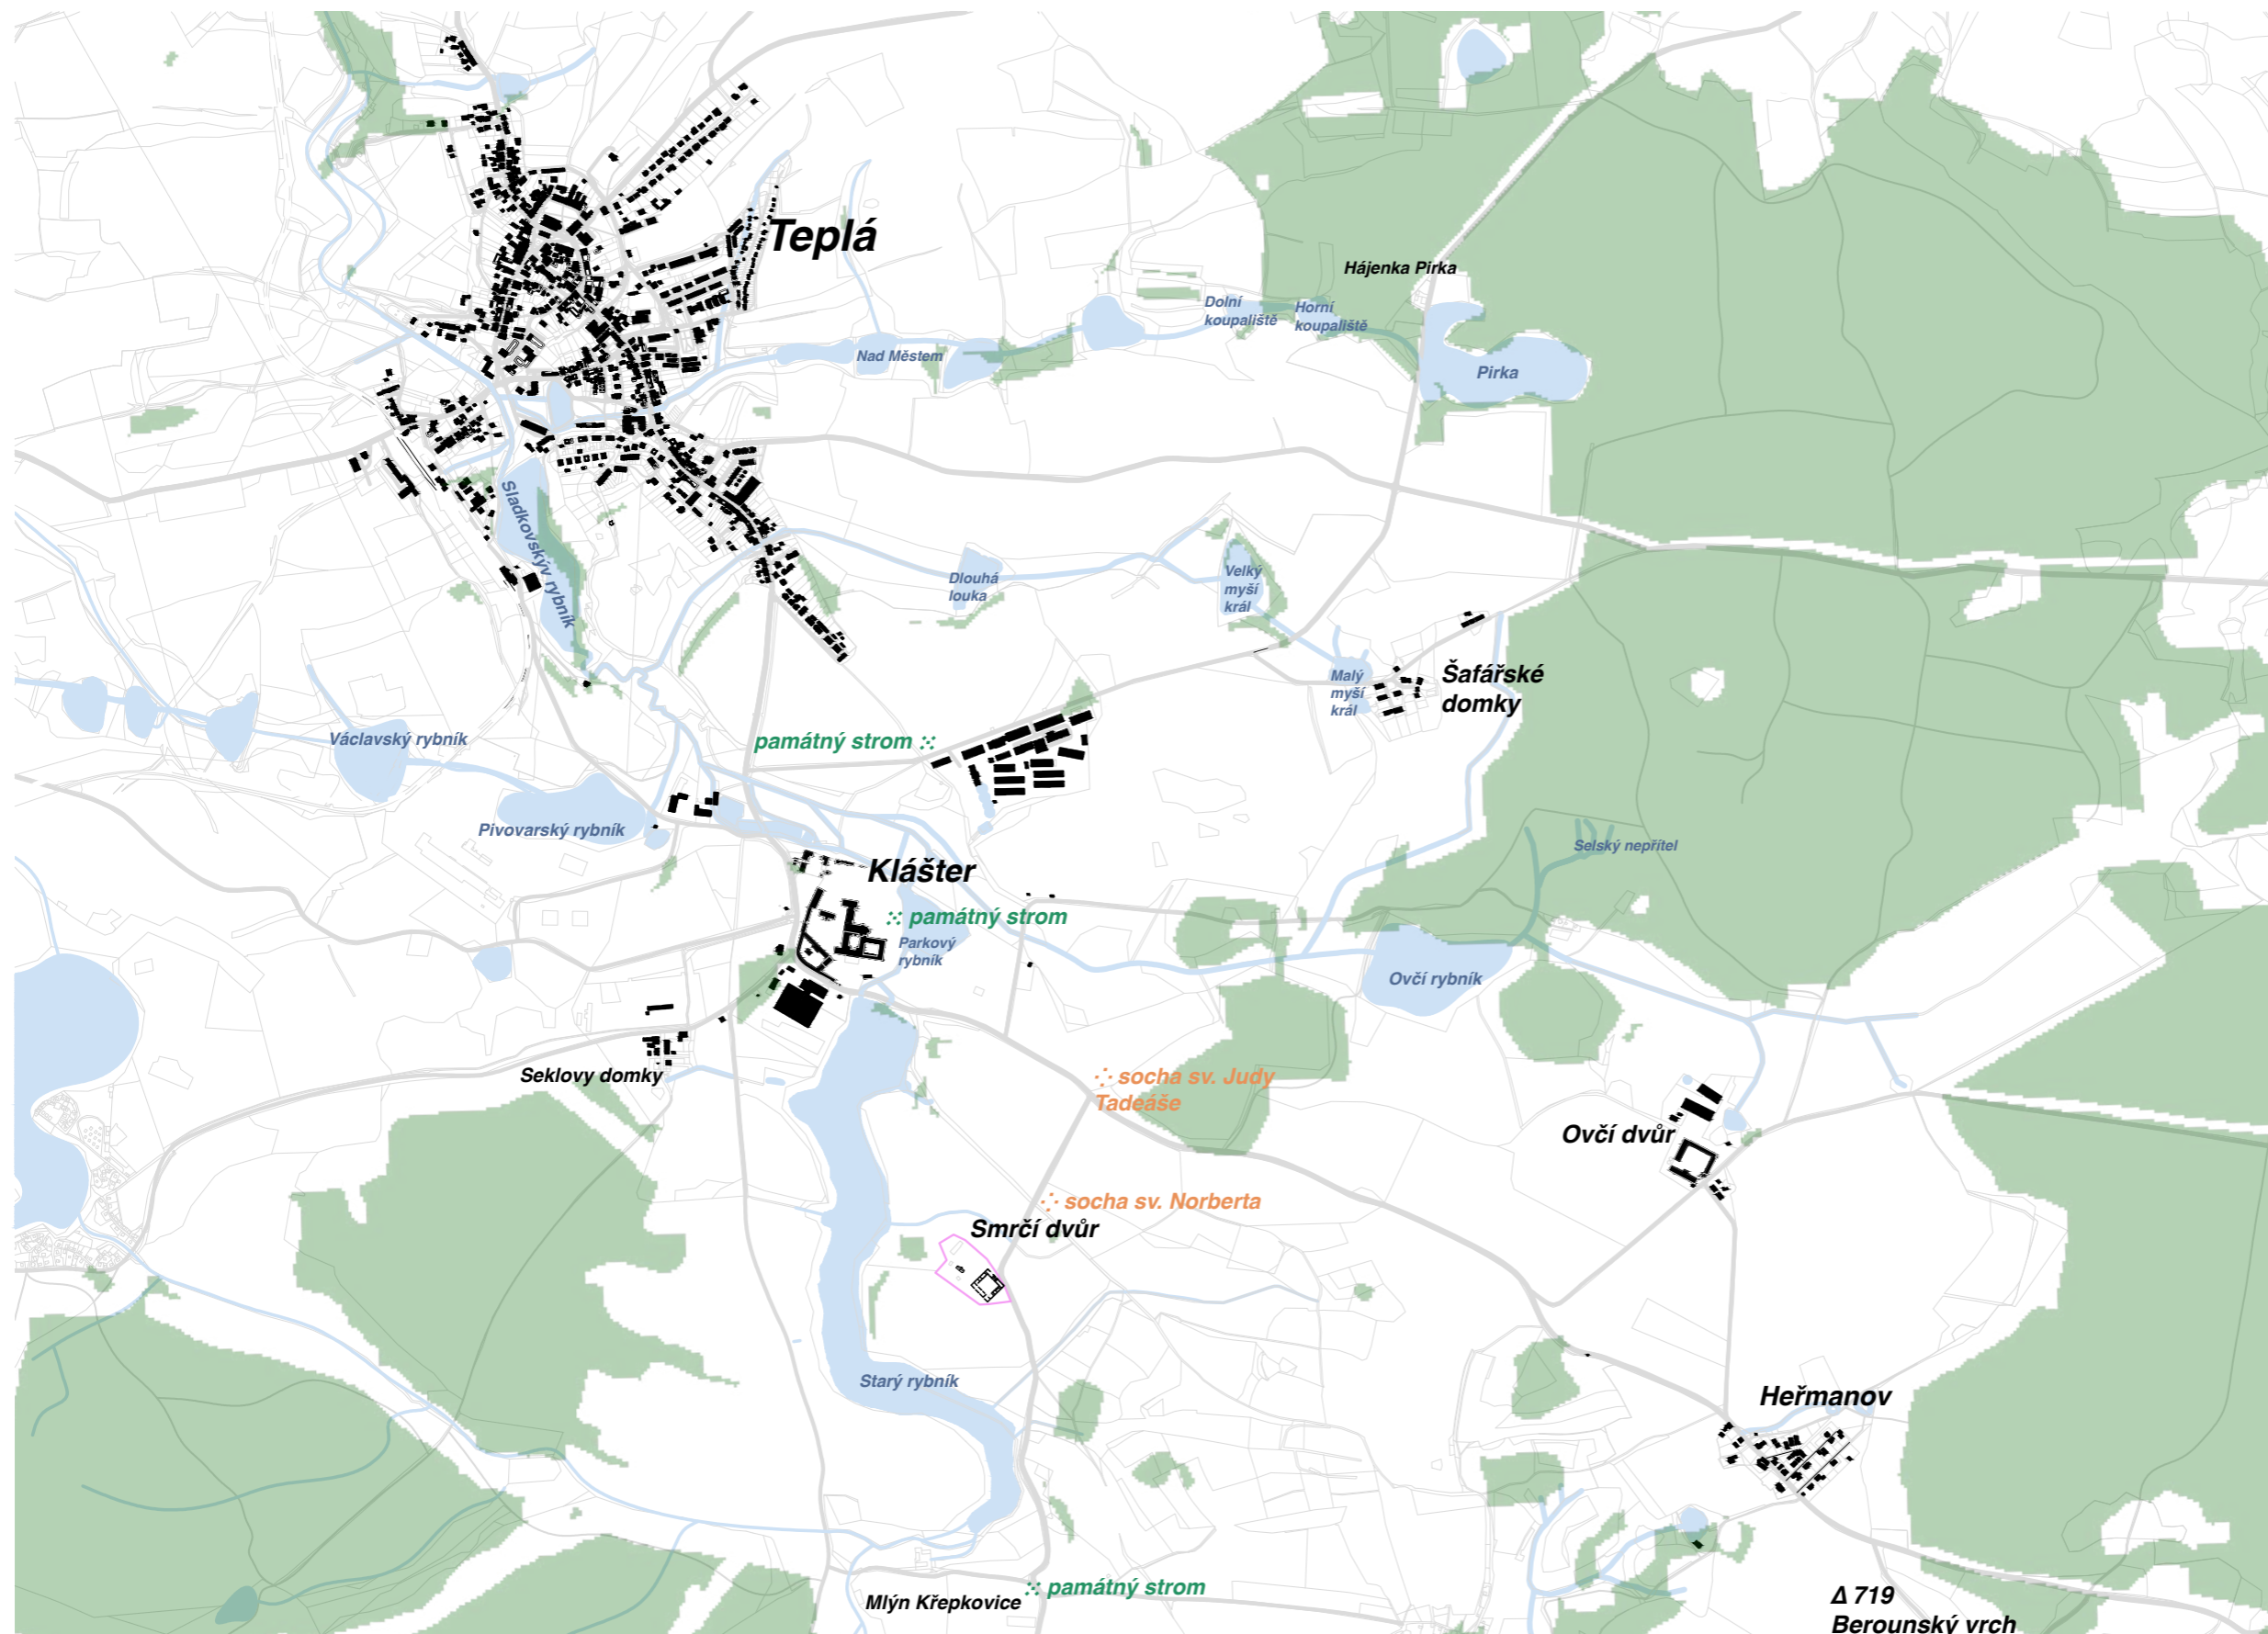 Teplá
Hájenka Pirka
Dolní
koupaliště
Horní
koupaliště
Nad Městem
Pirka
Sladkovskýv rybník
Dlouhá
louka
Velký
myší
král
Malý
myší
král
Šafářské
domky
Václavský rybník
památný strom
Pivovarský rybník
Selský nepřítel
Klášter
památný strom
Parkový
rybník
Ovčí rybník
Seklovy domky
socha sv. Judy
Tadeáše
Ovčí dvůr
socha sv. Norberta
Smrčí dvůr
Starý rybník
Heřmanov
památný strom
Mlýn Křepkovice
Δ 719
Berounský vrch